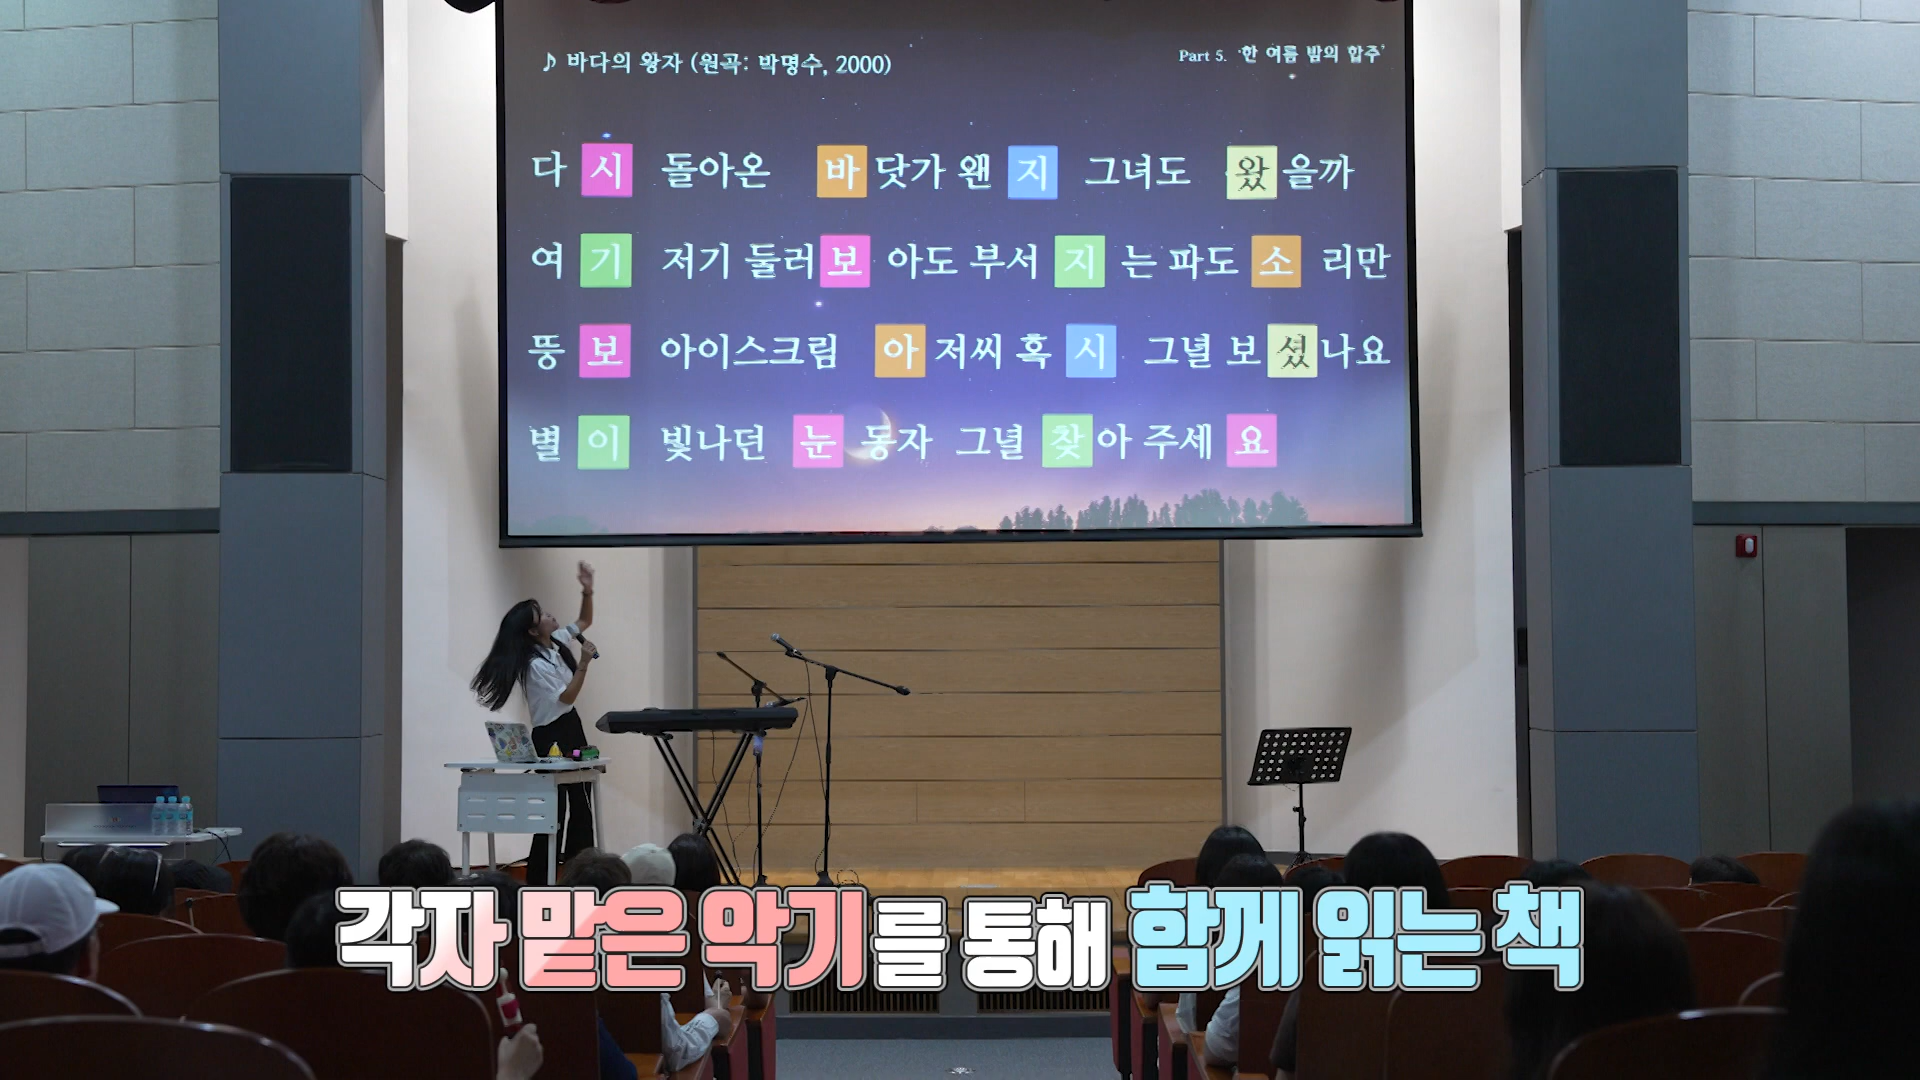 ♪ 바다의 왕자 (원곡: 박명수, 2000)
Part 5. '한 여름 밤의 합주'
다시 돌아온 바닷가 왠지 그녀도 왔을까
여기 저기 둘러보아도 부서지는 파도소리만
뚱보 아이스크림 아저씨 혹시 그녈 보셨나요
별이 빛나던 눈동자 그녈 찾아 주세요
각자 맡은 악기를 통해 함께 읽는 책